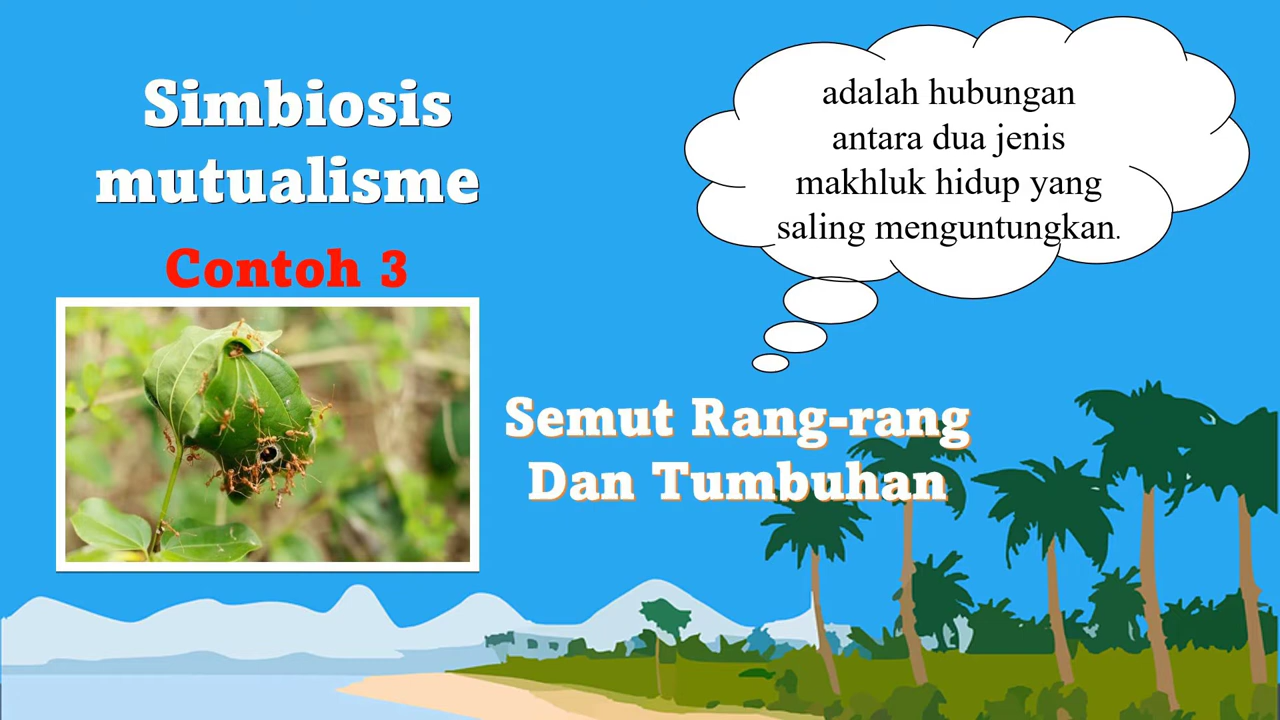 Simbiosis
mutualisme
Contoh 3
adalah hubungan
antara dua jenis
makhluk hidup yang
saling menguntungkan.
Semut Rang-rang
Dan Tumbuhan